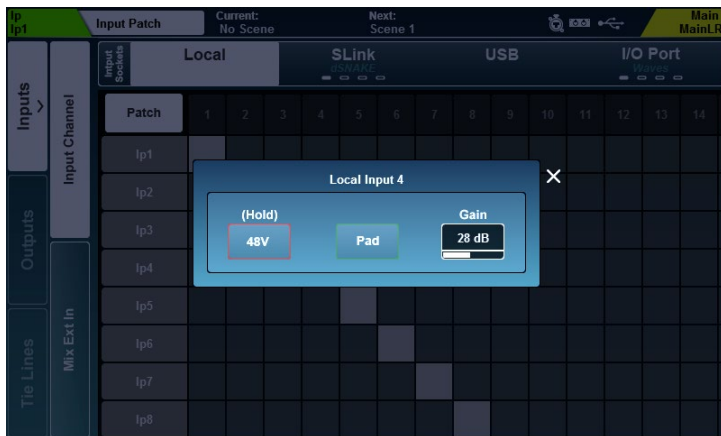 Ip
Ip1
Input Patch
Current:
No Scene
Next:
Scene 1
Main
MainLR
Inputs
Outputs
Tie Lines
Input Channel
Mix Ext In
Intput
Sockets
Local
SLink
dSNAKE
USB
I/O Port
Waves
Patch 1 2 3 4 5 6 7 8 9 10 11 12 13 14
Ip1
Ip2
Ip3
Ip4
Ip5
Ip6
Ip7
Ip8
Local Input 4
(Hold)
48V
Pad
Gain
28 dB